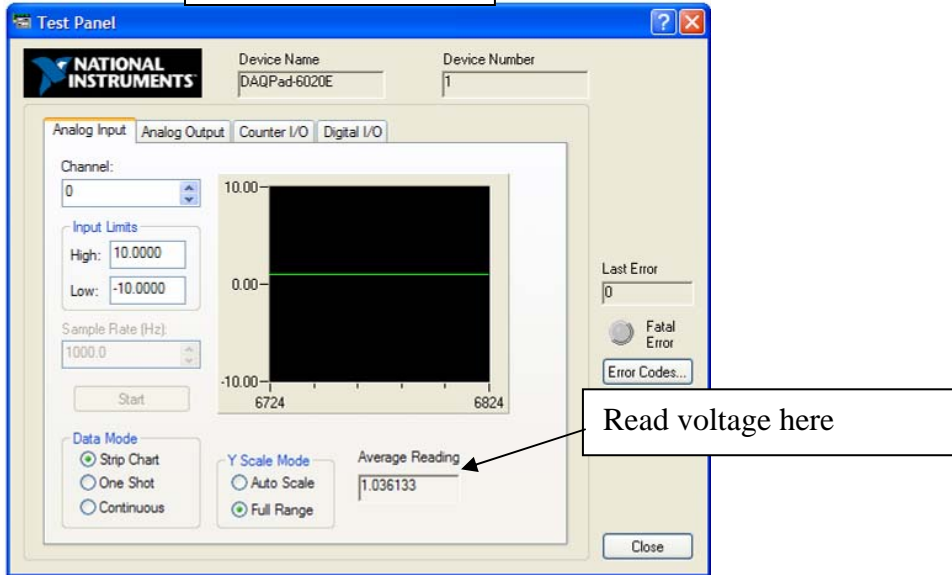 Test Panel
NATIONAL INSTRUMENTS
Device Name
DAQPad-6020E
Device Number
1
Analog Input
Analog Output
Counter I/O
Digital I/O
Channel:
0
Input Limits
High: 10.0000
Low: -10.0000
Sample Rate (Hz):
1000.0
Start
10.00
0.00
-10.00
6724
6824
Data Mode
Strip Chart
One Shot
Continuous
Y Scale Mode
Auto Scale
Full Range
Average Reading
1.036133
Last Error
0
Fatal
Error
Error Codes...
Read voltage here
Close